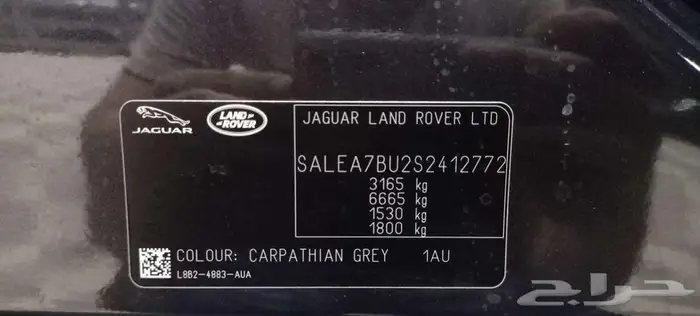 JAGUAR
LAND ROVER
JAGUAR LAND ROVER LTD
SALEA7BU2S2412772
3165 kg
6665 kg
1530 kg
1800 kg
COLOUR: CARPATHIAN GREY 1AU
L8B2-4883-AUA
حراج